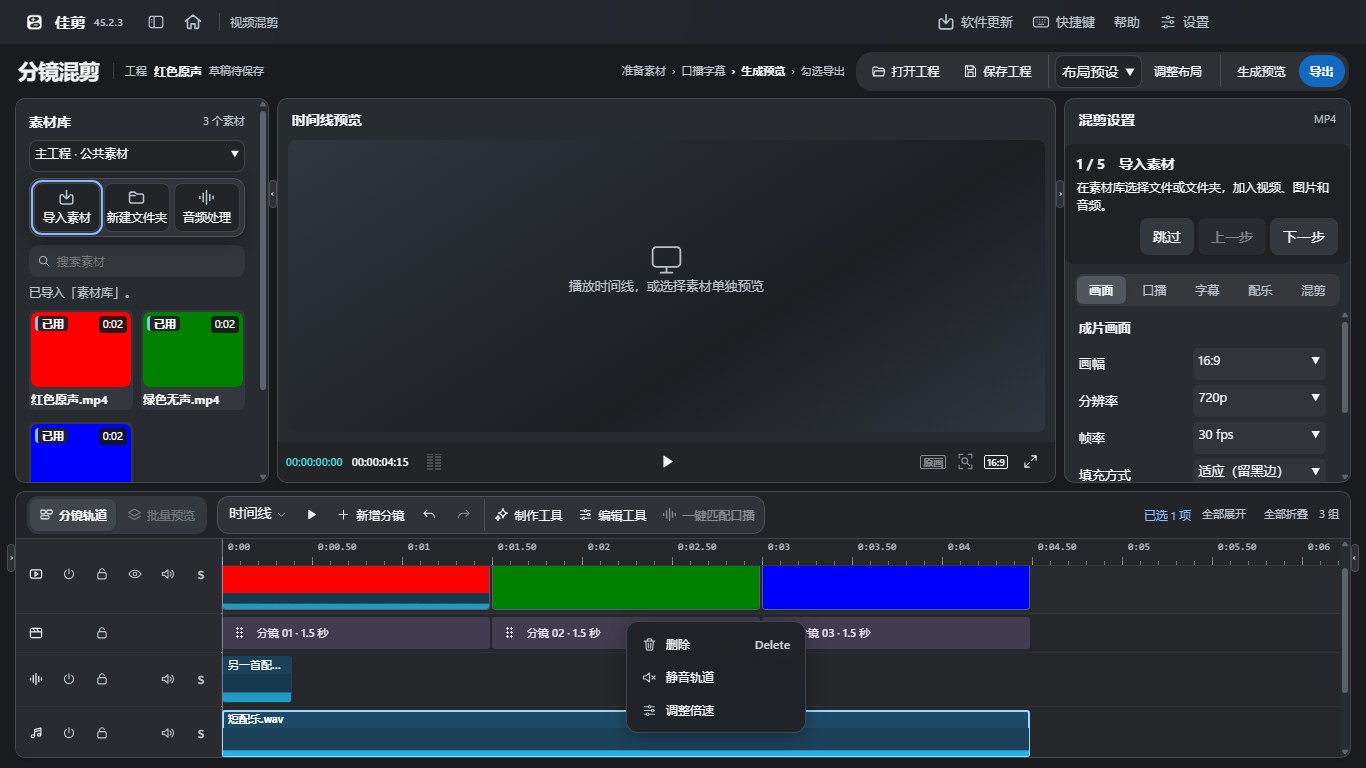 佳剪 45.2.3 视频混剪 软件更新 快捷键 帮助 设置
分镜混剪 工程 红色原声 草稿待保存 准备素材 › 口播字幕 › 生成预览 › 勾选导出 打开工程 保存工程 布局预设 ▼ 调整布局 生成预览 导出
素材库 3 个素材
主工程 · 公共素材 ▼
导入素材 新建文件夹 音频处理
搜索素材
已导入「素材库」。
已用 0:02 已用 0:02
红色原声.mp4 绿色无声.mp4
已用 0:02
时间线预览
播放时间线，或选择素材单独预览
00:00:00:00 00:00:04:15 原画 16:9
混剪设置 MP4
1 / 5 导入素材
在素材库选择文件或文件夹，加入视频、图片和
音频。
跳过 上一步 下一步
画面 口播 字幕 配乐 混剪
成片画面
画幅 16:9 ▼
分辨率 720p ▼
帧率 30 fps ▼
填充方式 适应（留黑边） ▼
分镜轨道 批量预览 时间线 新增分镜 制作工具 编辑工具 一键匹配口播 已选 1 项 全部展开 全部折叠 3 组
0:00 0:00.50 0:01 0:01.50 0:02 0:02.50 0:03 0:03.50 0:04 0:04.50 0:05 0:05.50 0:06
S
分镜 01 · 1.5 秒 分镜 02 · 1.5 秒 镜 03 · 1.5 秒
删除 Delete
静音轨道
调整倍速
另一首配...
S
短配乐.wav
S